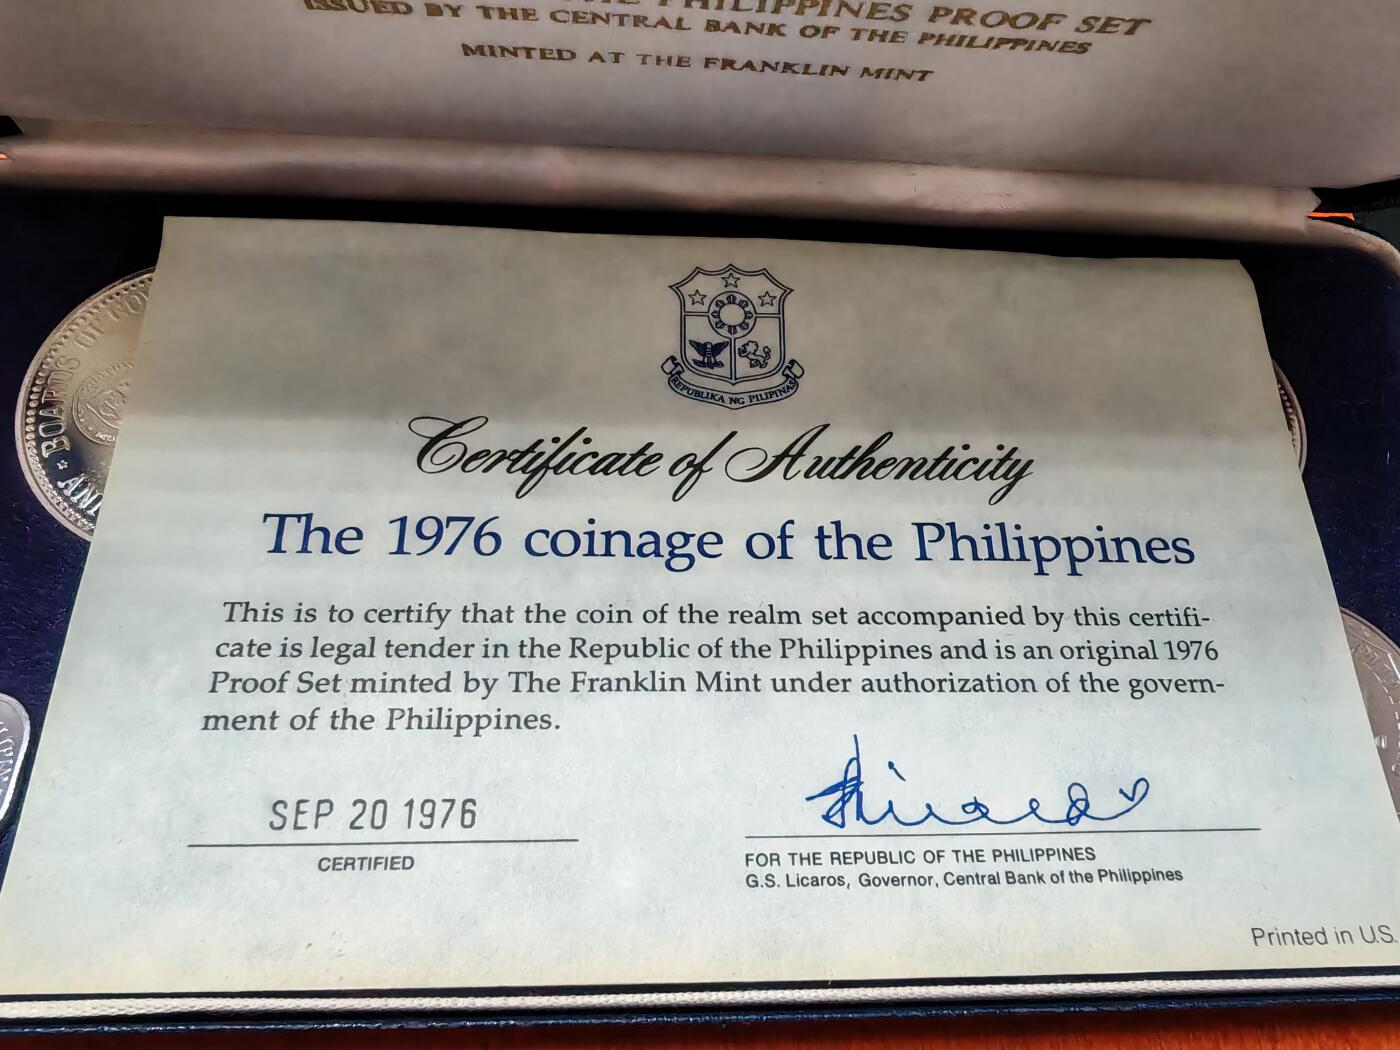 PHILIPPINES PROOF SET
ISSUED BY THE CENTRAL BANK OF THE PHILIPPINES
MINTED AT THE FRANKLIN MINT
BOARDS OF
AN
REPUBLIKA NG PILIPINAS
Certificate of Authenticity
The 1976 coinage of the Philippines
This is to certify that the coin of the realm set accompanied by this certifi-
cate is legal tender in the Republic of the Philippines and is an original 1976
Proof Set minted by The Franklin Mint under authorization of the govern-
ment of the Philippines.
SEP 20 1976
CERTIFIED
FOR THE REPUBLIC OF THE PHILIPPINES
G.S. Licaros, Governor, Central Bank of the Philippines
Printed in U.S.